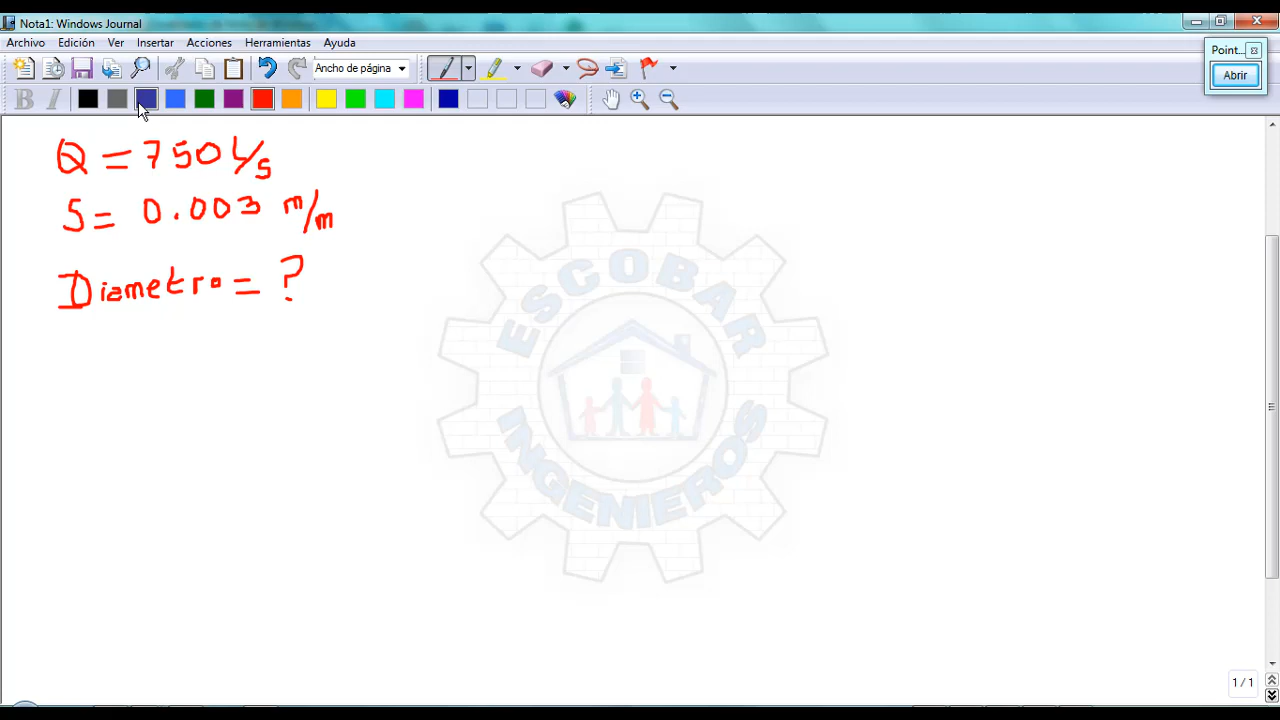 Nota1: Windows Journal
Archivo Edición Ver Insertar Acciones Herramientas Ayuda
Point...
Ancho de página
Abrir
B I
Q = 750 L/s
S = 0.003 m/m
Diametro = ?
ESCOBAR
INGENIEROS
1 / 1